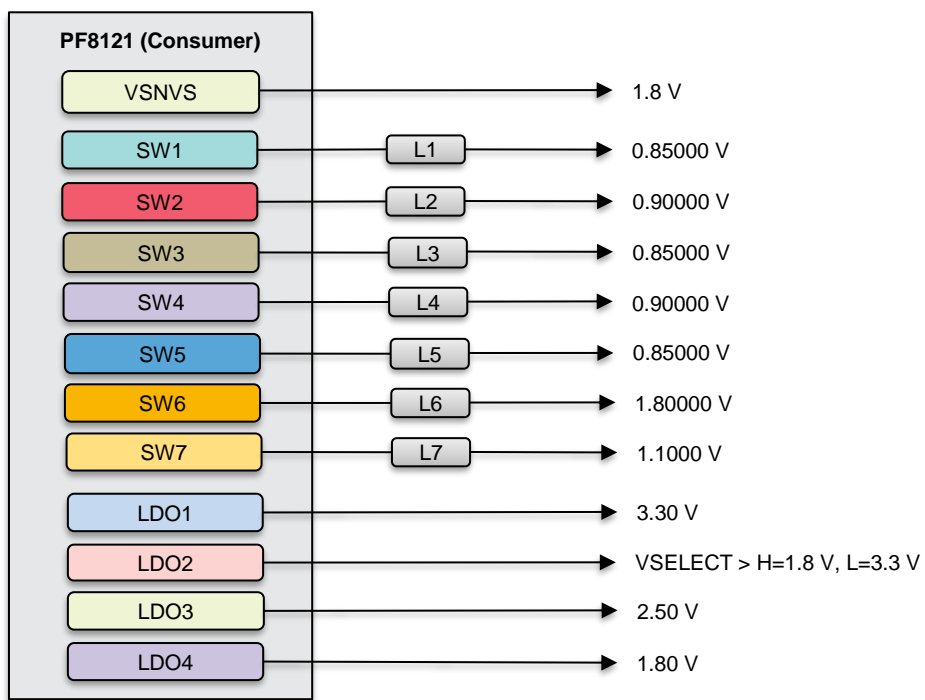 PF8121 (Consumer)
VSNVS 1.8 V
SW1 L1 0.85000 V
SW2 L2 0.90000 V
SW3 L3 0.85000 V
SW4 L4 0.90000 V
SW5 L5 0.85000 V
SW6 L6 1.80000 V
SW7 L7 1.1000 V
LDO1 3.30 V
LDO2 VSELECT > H=1.8 V, L=3.3 V
LDO3 2.50 V
LDO4 1.80 V